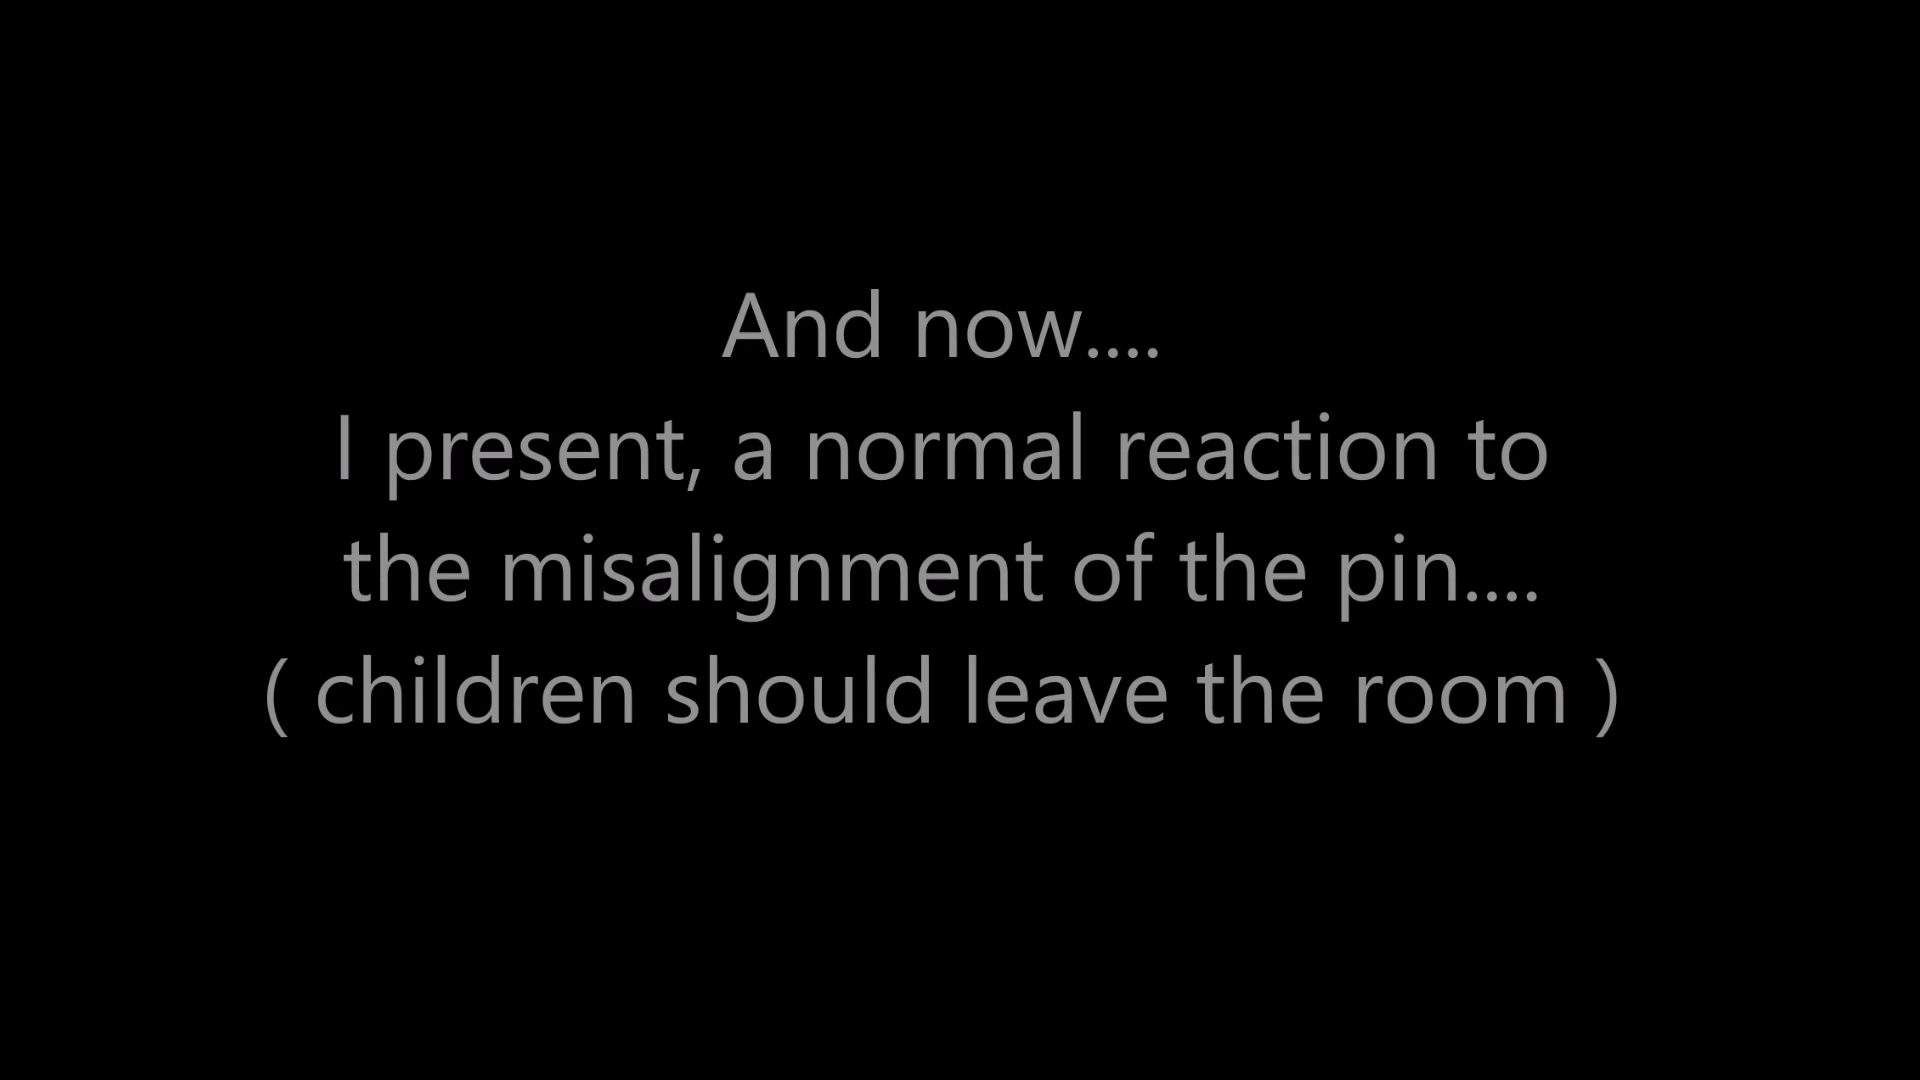 And now....
I present, a normal reaction to
the misalignment of the pin....
( children should leave the room )